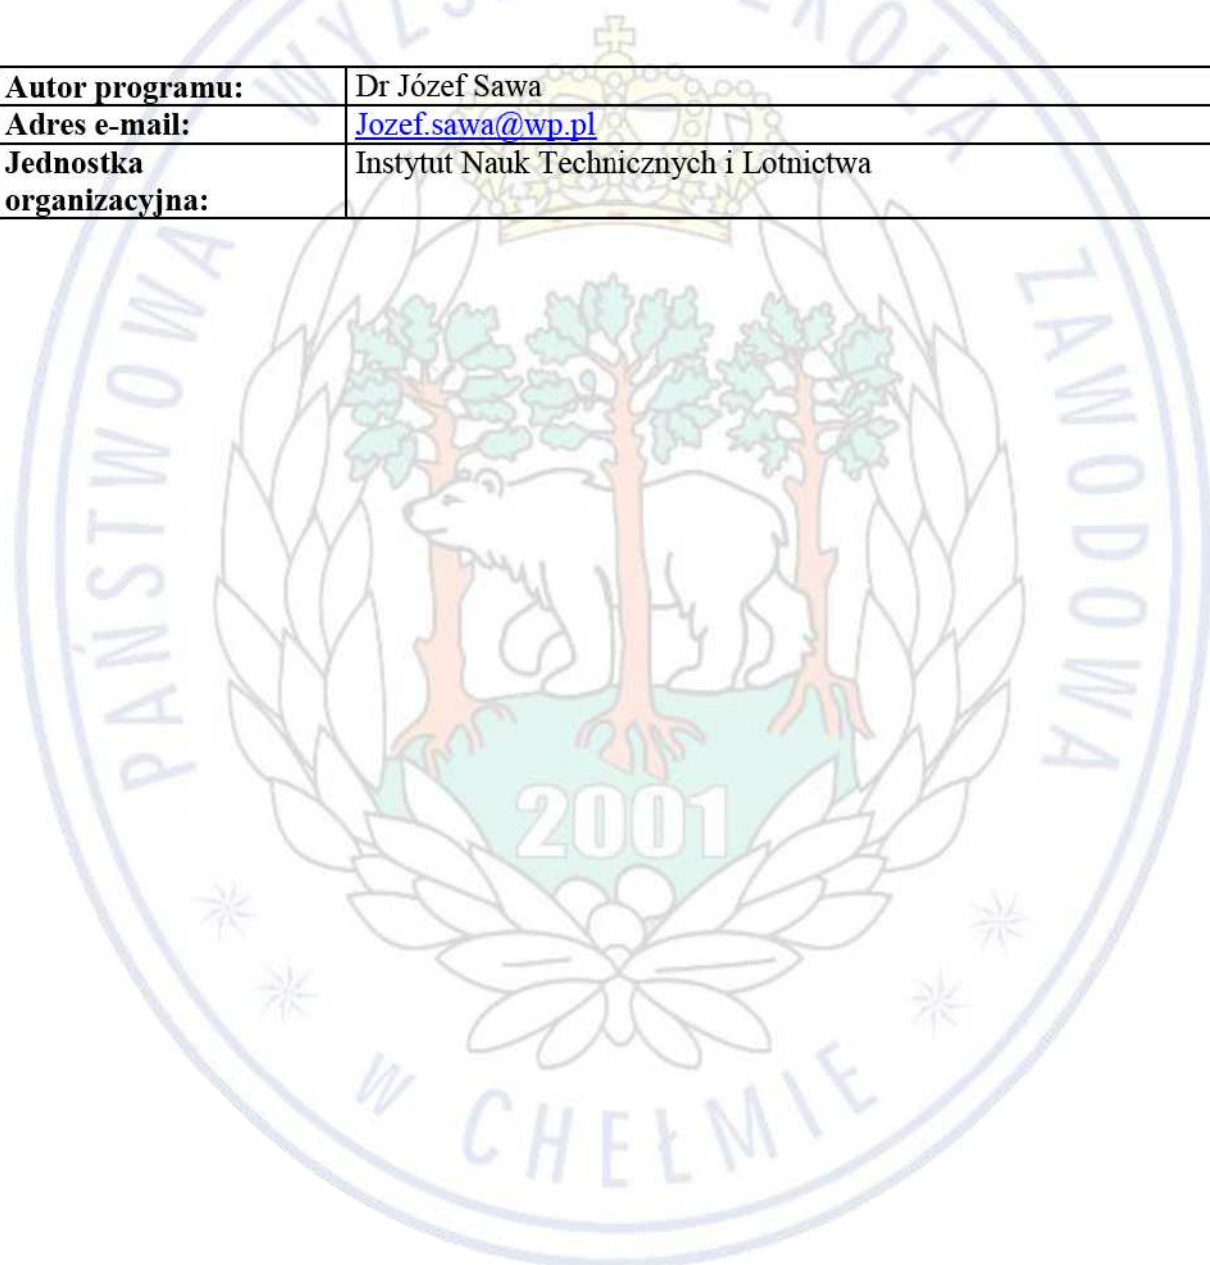 Autor programu: Dr Józef Sawa
Adres e-mail: Jozef.sawa@wp.pl
Jednostka Instytut Nauk Technicznych i Lotnictwa
organizacyjna:
PAŃSTWOWA
ZAWODOWA
2001
W CHEŁMIE